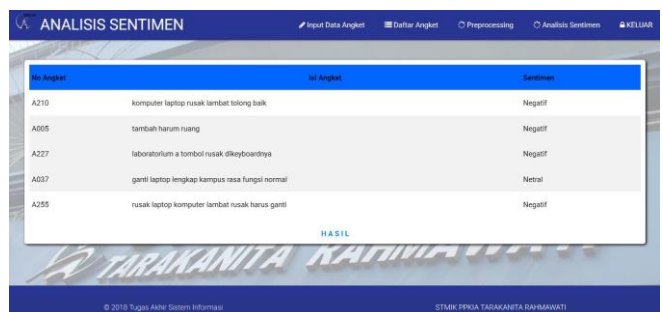 ANALISIS SENTIMEN Input Data Angket Daftar Angket Preprocessing Analisis Sentimen KELUAR
No Angket Isi Angket Sentimen
A210 komputer laptop rusak lambat tolong baik Negatif
A005 tambah harum ruang Negatif
A227 laboratorium a tombol rusak dikeyboardnya Negatif
A037 ganti laptop lengkap kampus rasa fungsi normal Netral
A255 rusak laptop komputer lambat rusak harus ganti Negatif
HASIL
TARAKANITA RAHMAWATI
© 2018 Tugas Akhir Sistem Informasi STMIK PPKIA TARAKANITA RAHMAWATI